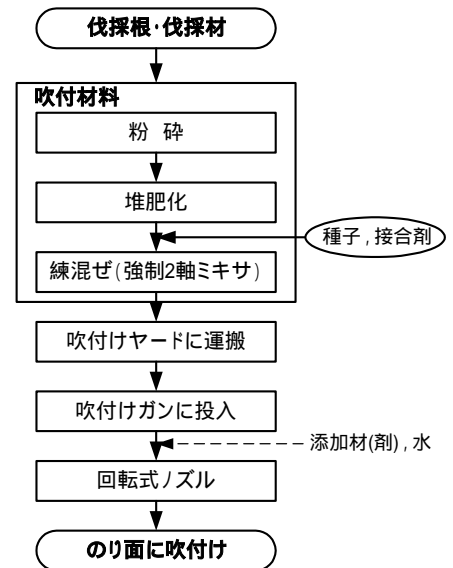 伐採根･伐採材
吹付材料
粉 砕
堆肥化
種子 , 接合剤
練混ぜ(強制2軸ミキサ)
吹付けヤードに運搬
吹付けガンに投入
添加材(剤) , 水
回転式ノズル
のり面に吹付け